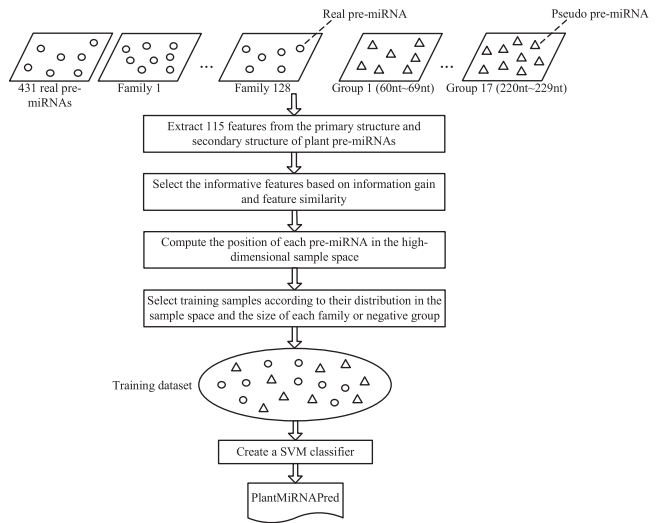 Real pre-miRNA
Pseudo pre-miRNA
...
...
431 real pre-
miRNAs
Family 1
Family 128
Group 1 (60nt~69nt)
Group 17 (220nt~229nt)
Extract 115 features from the primary structure and
secondary structure of plant pre-miRNAs
Select the informative features based on information gain
and feature similarity
Compute the position of each pre-miRNA in the high-
dimensional sample space
Select training samples according to their distribution in the
sample space and the size of each family or negative group
Training dataset
Create a SVM classifier
PlantMiRNAPred